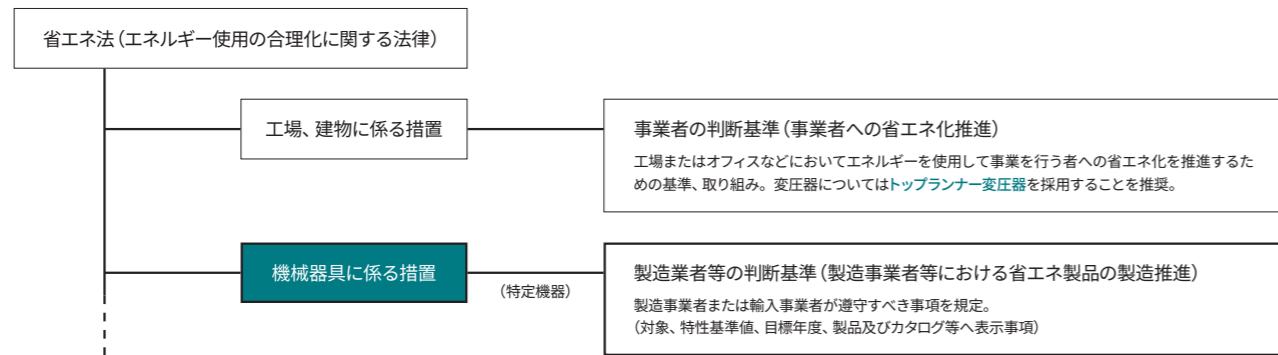 省エネ法（エネルギー使用の合理化に関する法律）
工場、建物に係る措置
事業者の判断基準（事業者への省エネ化推進）
工場またはオフィスなどにおいてエネルギーを使用して事業を行う者への省エネ化を推進するた
めの基準、取り組み。変圧器についてはトップランナー変圧器を採用することを推奨。
機械器具に係る措置
（特定機器）
製造業者等の判断基準（製造事業者等における省エネ製品の製造推進）
製造事業者または輸入事業者が遵守すべき事項を規定。
（対象、特性基準値、目標年度、製品及びカタログ等へ表示事項）